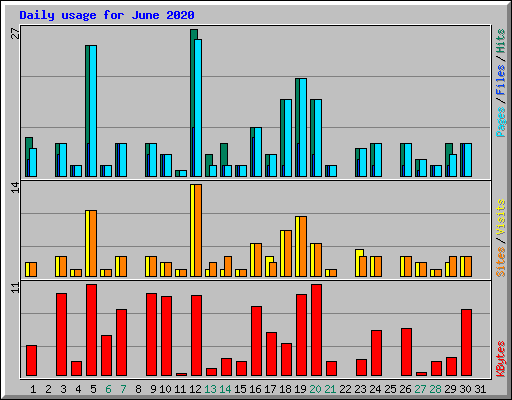 Daily usage for June 2020
27
Pages / Files / Hits
14
Sites / Visits
11
KBytes
1 2 3 4 5 6 7 8 9 10 11 12 13 14 15 16 17 18 19 20 21 22 23 24 25 26 27 28 29 30 31